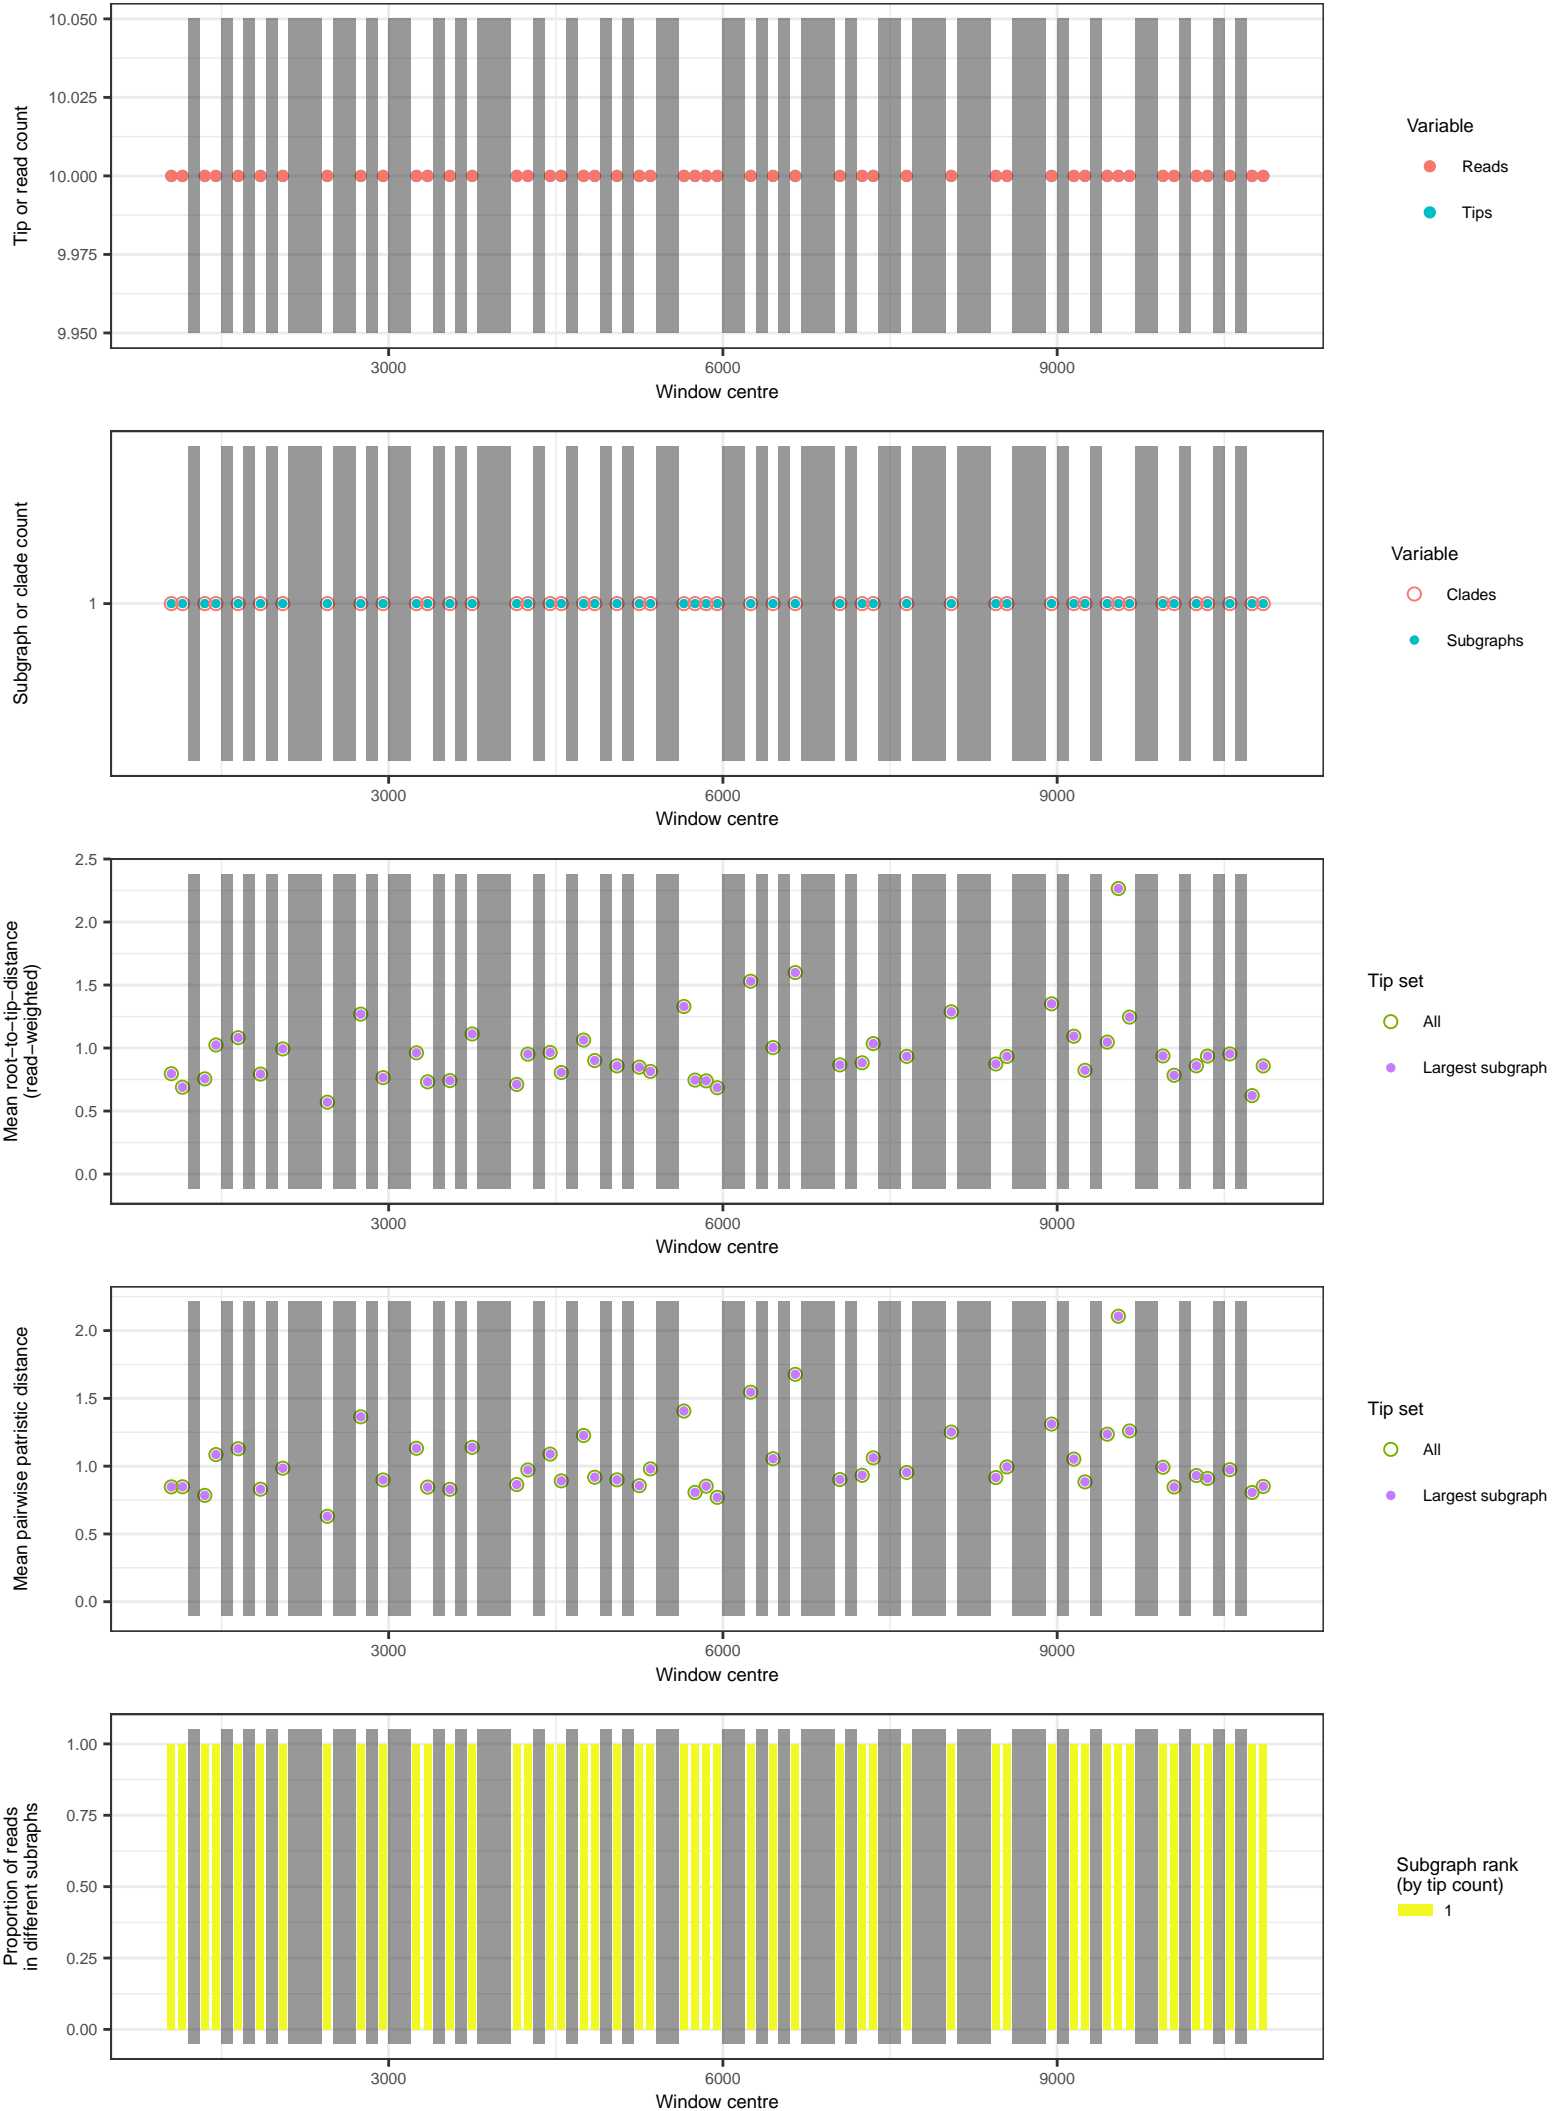 10.050
10.025
10.000
9.975
9.950
Tip or read count
3000
6000
9000
Window centre
Variable
Reads
Tips
1
Subgraph or clade count
3000
6000
9000
Window centre
Variable
Clades
Subgraphs
2.5
2.0
1.5
1.0
0.5
0.0
Mean root−to−tip−distance
(read−weighted)
3000
6000
9000
Window centre
Tip set
All
Largest subgraph
2.0
1.5
1.0
0.5
0.0
Mean pairwise patristic distance
3000
6000
9000
Window centre
Tip set
All
Largest subgraph
1.00
0.75
0.50
0.25
0.00
Proportion of reads
in different subraphs
3000
6000
9000
Window centre
Subgraph rank
(by tip count)
1